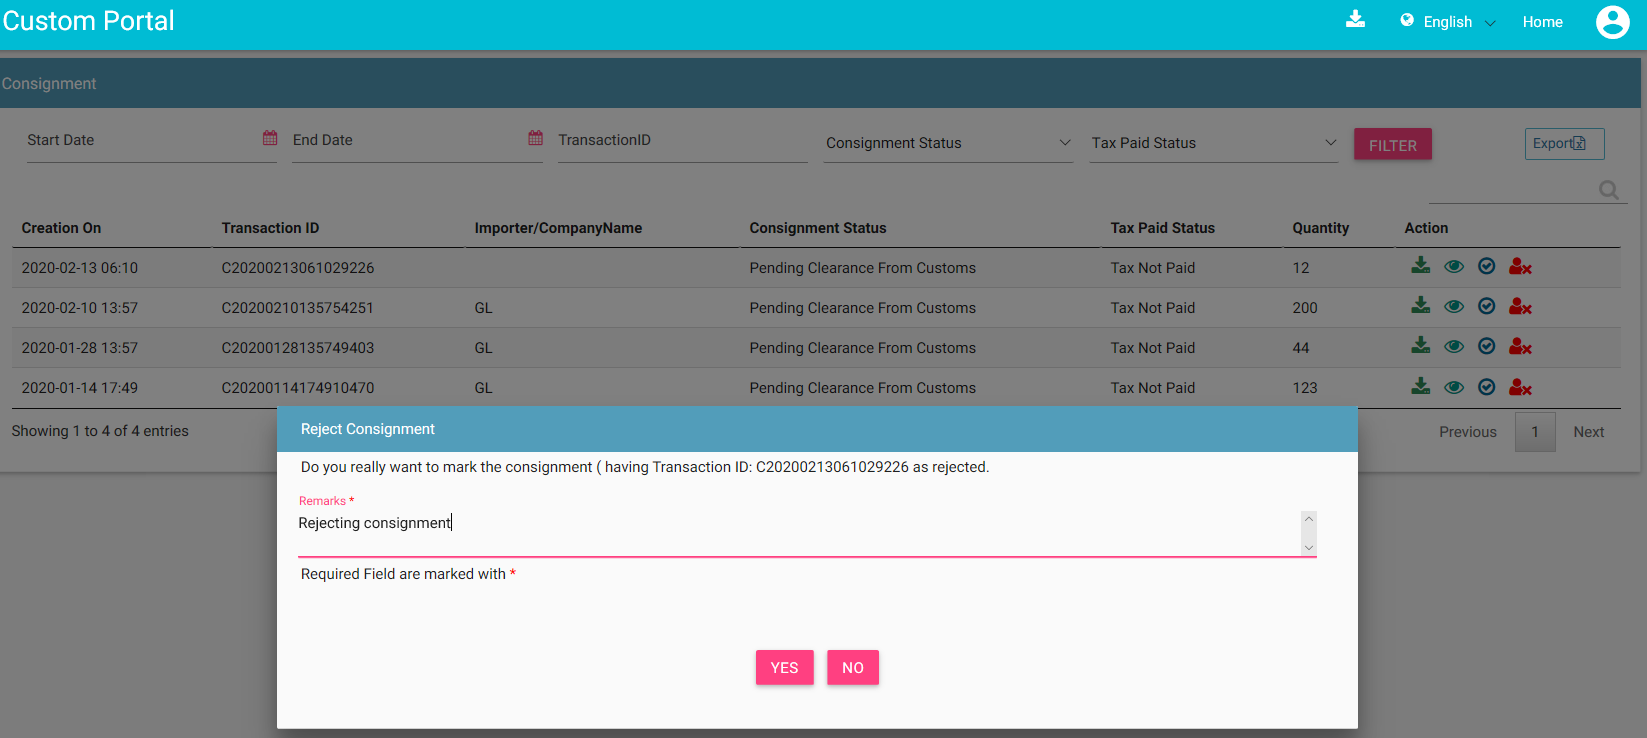 Custom Portal
English
Home
Consignment
Start Date
End Date
TransactionID
Consignment Status
Tax Paid Status
FILTER
Export
Creation On Transaction ID Importer/CompanyName Consignment Status Tax Paid Status Quantity Action
2020-02-13 06:10 C20200213061029226 Pending Clearance From Customs Tax Not Paid 12
2020-02-10 13:57 C20200210135754251 GL Pending Clearance From Customs Tax Not Paid 200
2020-01-28 13:57 C20200128135749403 GL Pending Clearance From Customs Tax Not Paid 44
2020-01-14 17:49 C20200114174910470 GL Pending Clearance From Customs Tax Not Paid 123
Showing 1 to 4 of 4 entries
Previous 1 Next
Reject Consignment
Do you really want to mark the consignment ( having Transaction ID: C20200213061029226 as rejected.
Remarks *
Rejecting consignment
Required Field are marked with *
YES NO